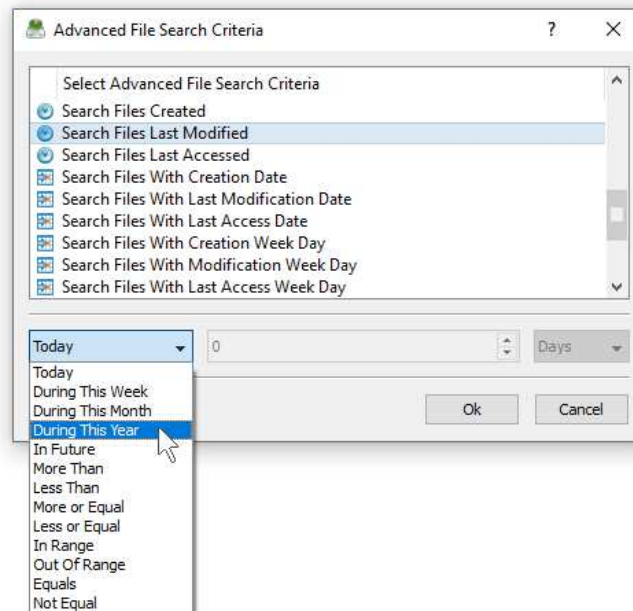 Advanced File Search Criteria
?
Select Advanced File Search Criteria
Search Files Created
Search Files Last Modified
Search Files Last Accessed
Search Files With Creation Date
Search Files With Last Modification Date
Search Files With Last Access Date
Search Files With Creation Week Day
Search Files With Modification Week Day
Search Files With Last Access Week Day
Today 0 Days
Today
During This Week
During This Month
During This Year
Ok Cancel
In Future
More Than
Less Than
More or Equal
Less or Equal
In Range
Out Of Range
Equals
Not Equal